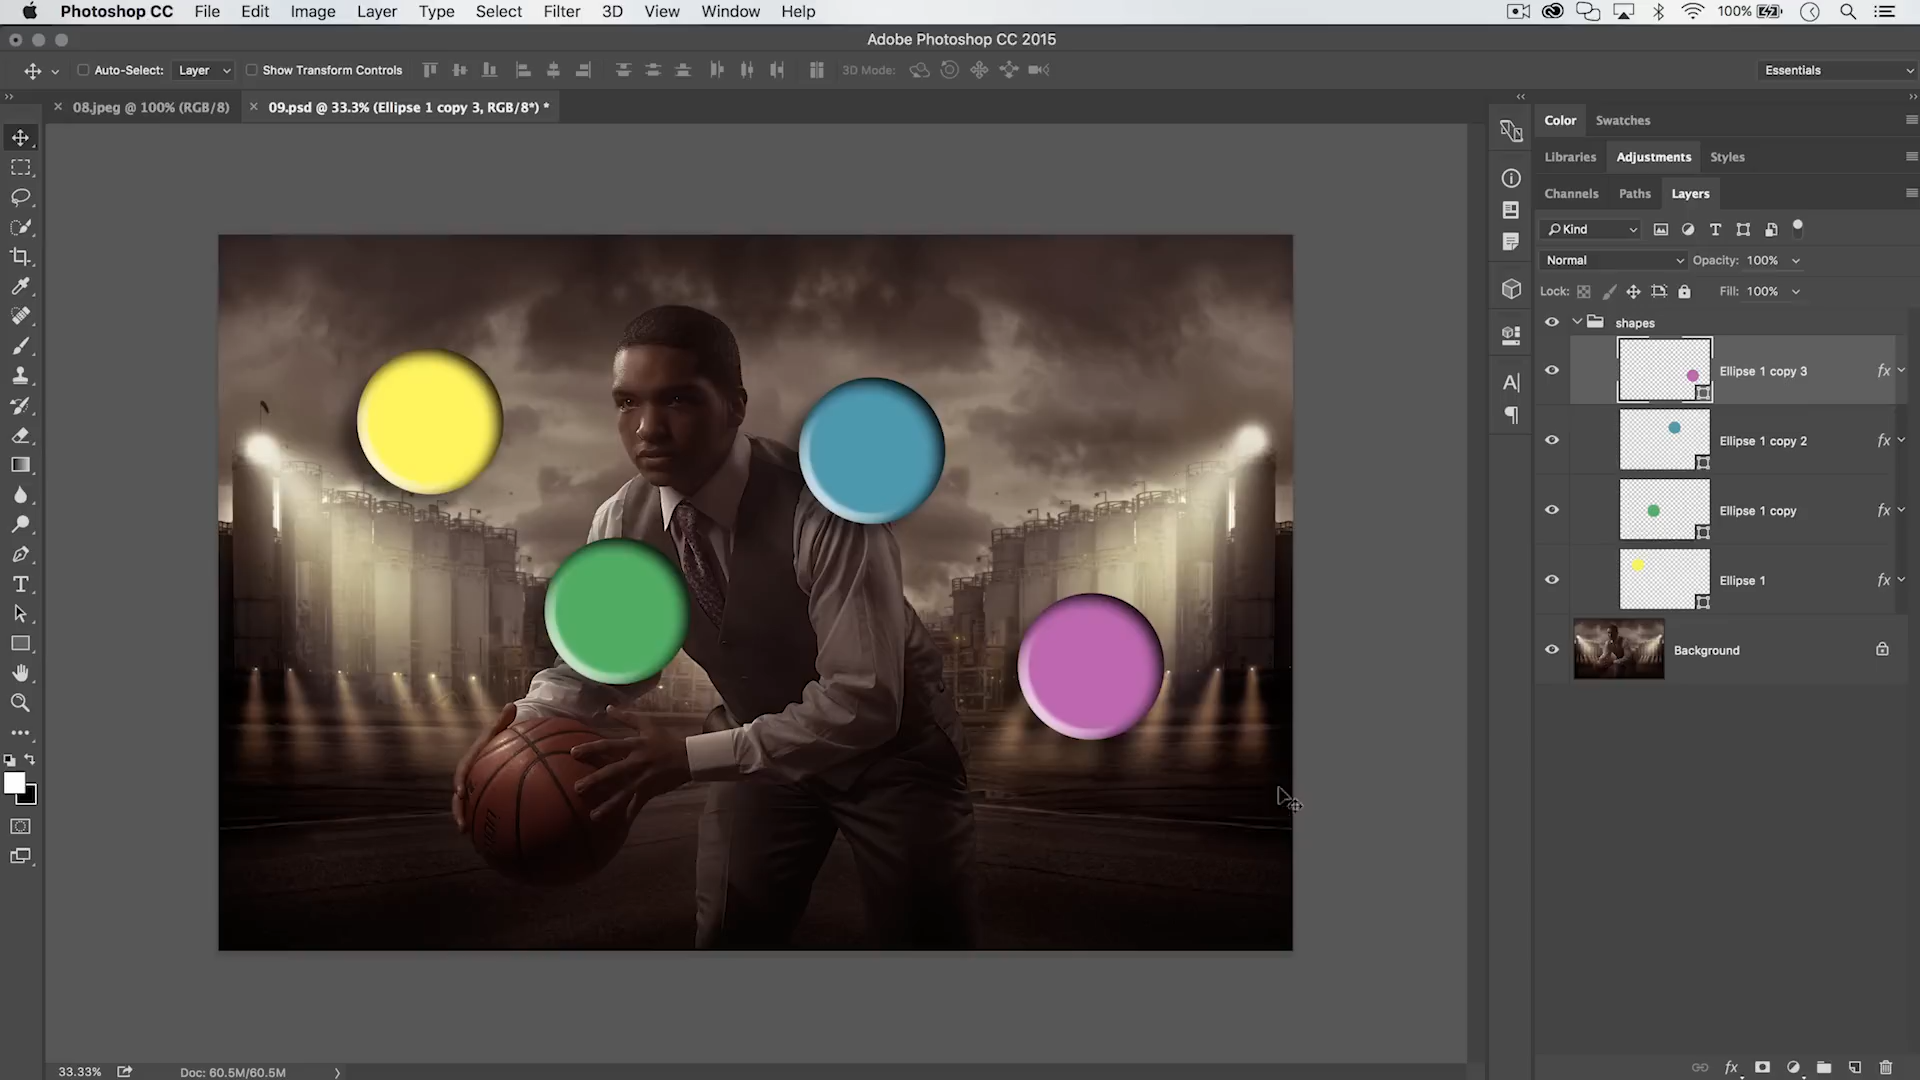 Photoshop CC File Edit Image Layer Type Select Filter 3D View Window Help 100%
Adobe Photoshop CC 2015
Auto-Select: Layer Show Transform Controls 3D Mode: Essentials
08.jpeg @ 100% (RGB/8) 09.psd @ 33.3% (Ellipse 1 copy 3, RGB/8*) *
Color Swatches
Libraries Adjustments Styles
Channels Paths Layers
Kind
Normal Opacity: 100%
Lock: Fill: 100%
shapes
Ellipse 1 copy 3 fx
Ellipse 1 copy 2 fx
Ellipse 1 copy fx
Ellipse 1 fx
Background
33.33% Doc: 60.5M/60.5M